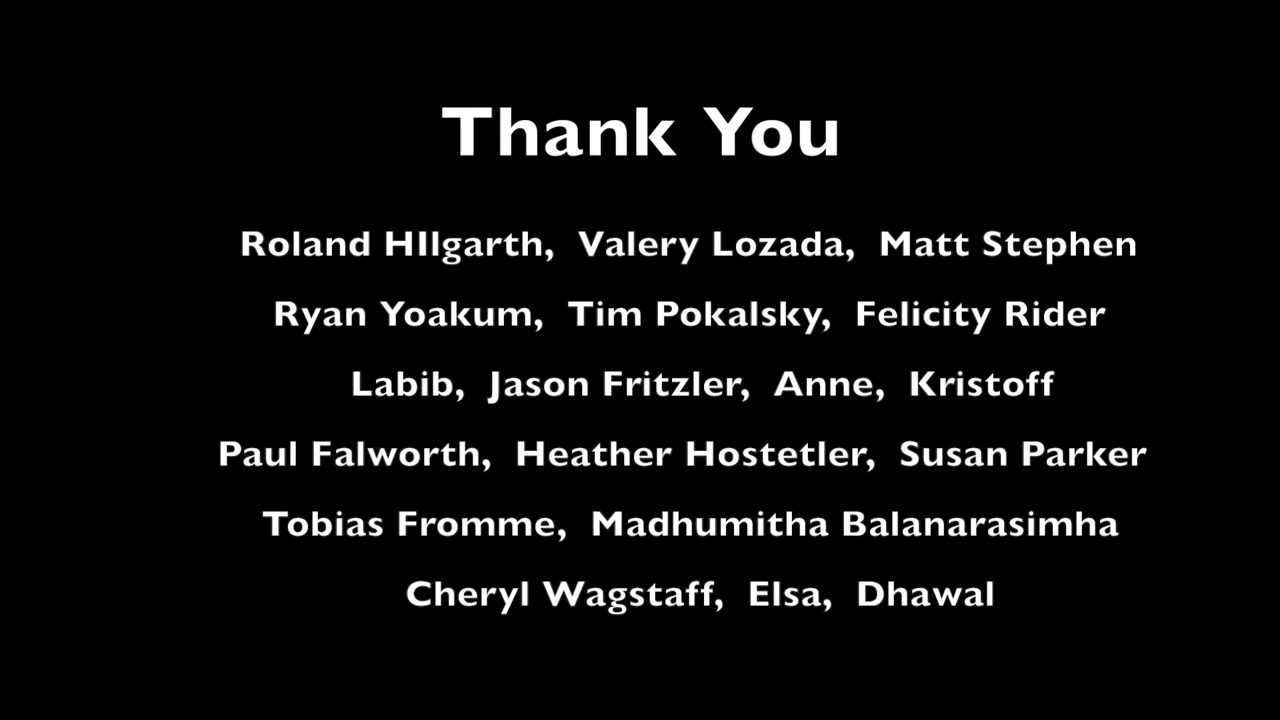 Thank You
Roland HIlgarth, Valery Lozada, Matt Stephen
Ryan Yoakum, Tim Pokalsky, Felicity Rider
Labib, Jason Fritzler, Anne, Kristoff
Paul Falworth, Heather Hostetler, Susan Parker
Tobias Fromme, Madhumitha Balanarasimha
Cheryl Wagstaff, Elsa, Dhawal